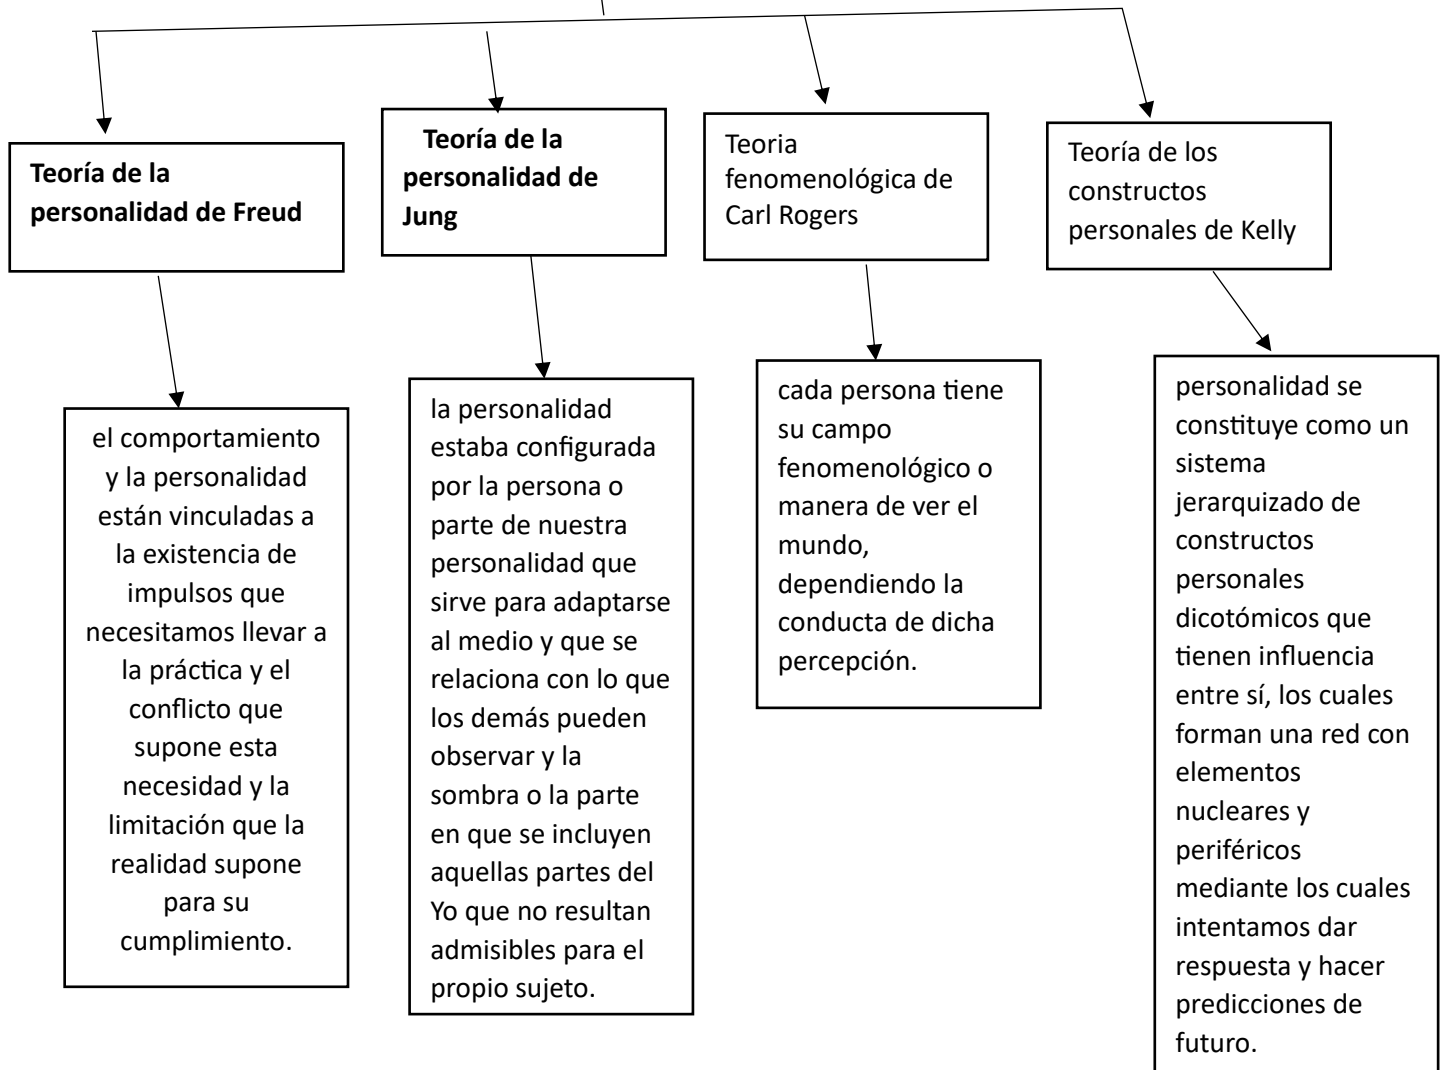 Teoría de la
personalidad de Freud
Teoría de la
personalidad de
Jung
Teoria
fenomenológica de
Carl Rogers
Teoría de los
constructos
personales de Kelly
el comportamiento
y la personalidad
están vinculadas a
la existencia de
impulsos que
necesitamos llevar a
la práctica y el
conflicto que
supone esta
necesidad y la
limitación que la
realidad supone
para su
cumplimiento.
la personalidad
estaba configurada
por la persona o
parte de nuestra
personalidad que
sirve para adaptarse
al medio y que se
relaciona con lo que
los demás pueden
observar y la
sombra o la parte
en que se incluyen
aquellas partes del
Yo que no resultan
admisibles para el
propio sujeto.
cada persona tiene
su campo
fenomenológico o
manera de ver el
mundo,
dependiendo la
conducta de dicha
percepción.
personalidad se
constituye como un
sistema
jerarquizado de
constructos
personales
dicotómicos que
tienen influencia
entre sí, los cuales
forman una red con
elementos
nucleares y
periféricos
mediante los cuales
intentamos dar
respuesta y hacer
predicciones de
futuro.